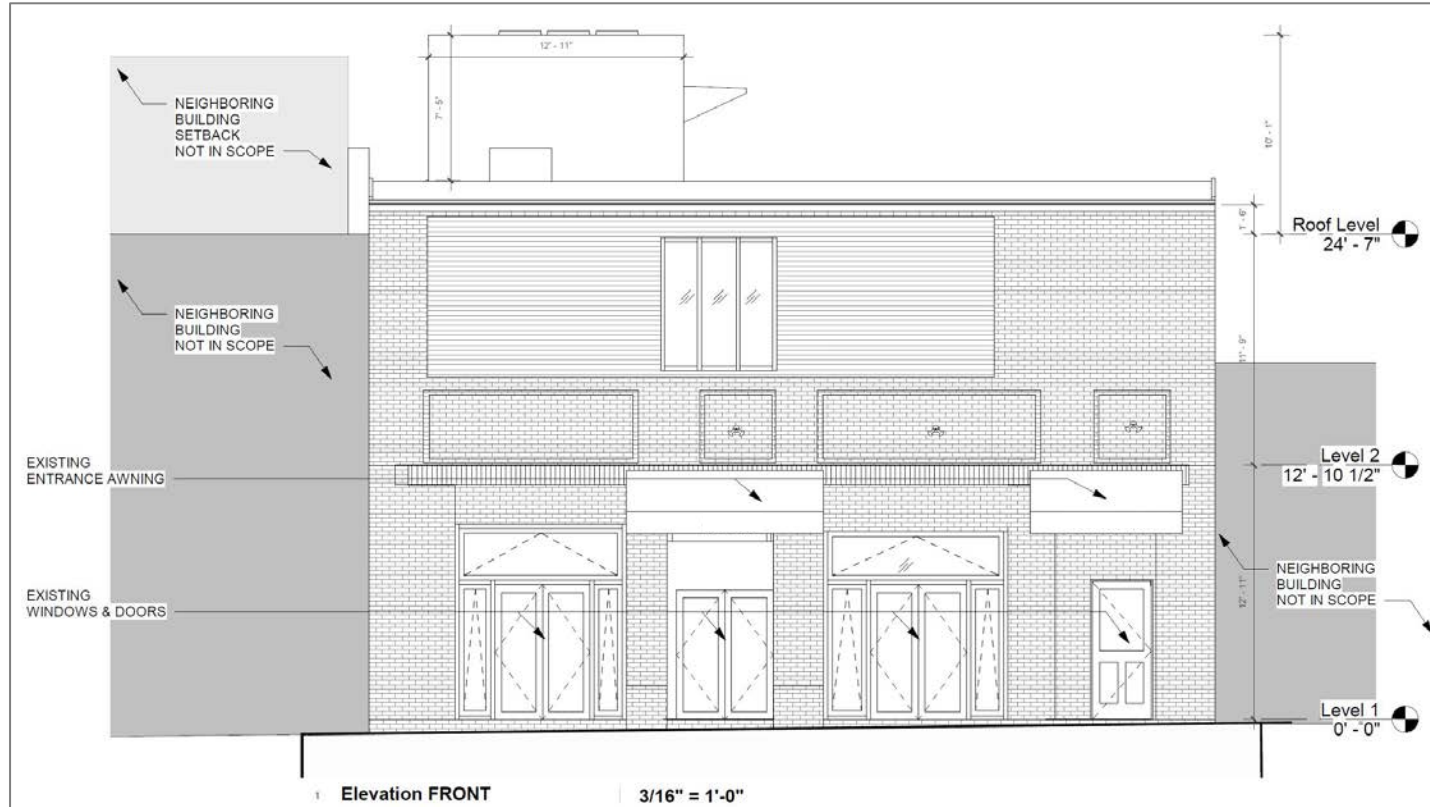 12' - 11"
7' - 5"
10' - 1"
NEIGHBORING
BUILDING
SETBACK
NOT IN SCOPE
1' - 6"
Roof Level
24' - 7"
NEIGHBORING
BUILDING
NOT IN SCOPE
11' - 9"
EXISTING
ENTRANCE AWNING
Level 2
12' - 10 1/2"
EXISTING
WINDOWS & DOORS
NEIGHBORING
BUILDING
NOT IN SCOPE
12' - 11"
Level 1
0' - 0"
1 Elevation FRONT 3/16" = 1'-0"